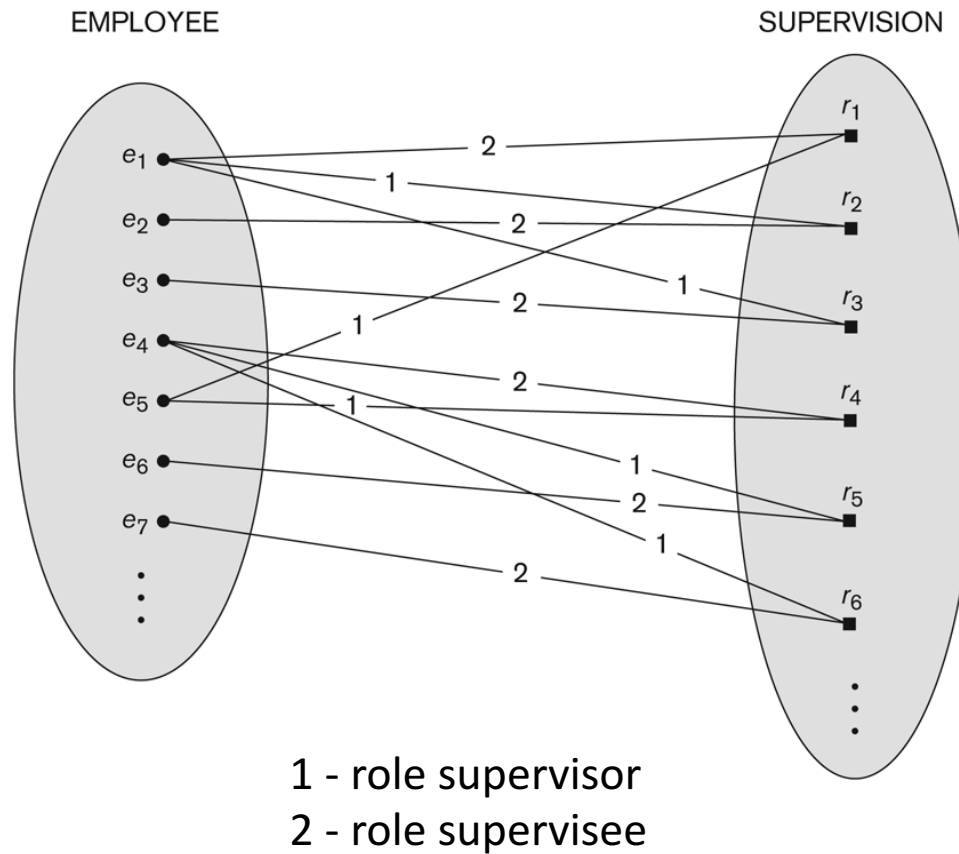 EMPLOYEE SUPERVISION
e1
e2
e3
e4
e5
e6
e7
2
1
2
1
2
1
2
1
1
2
1
2
r1
r2
r3
r4
r5
r6
1 - role supervisor
2 - role supervisee